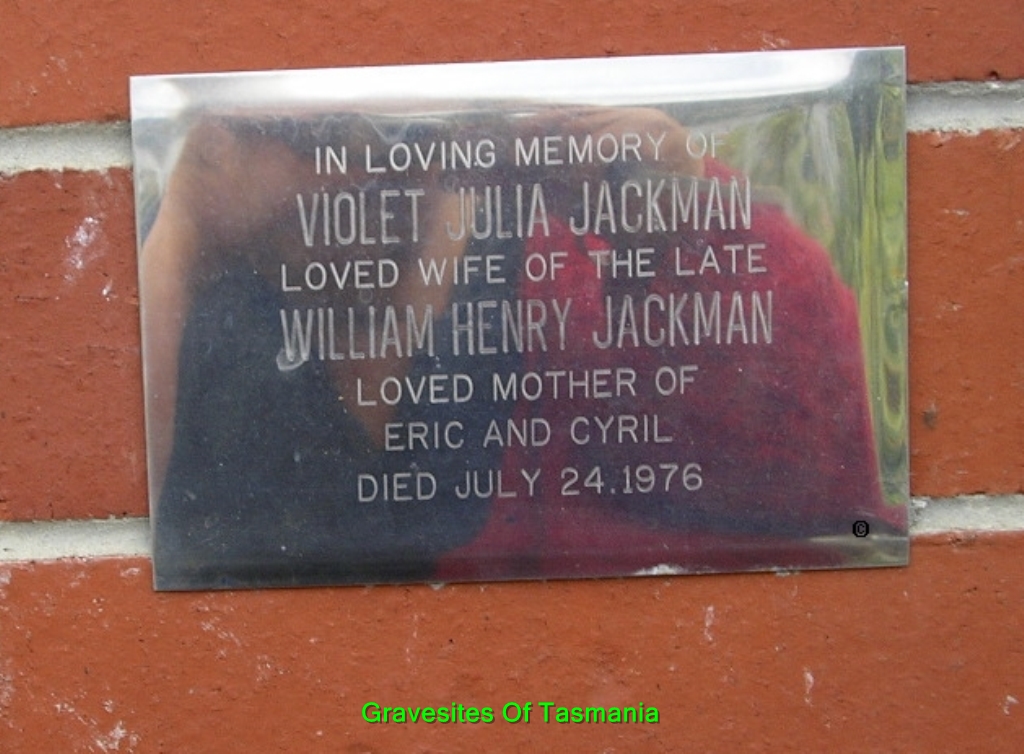 IN LOVING MEMORY OF
VIOLET JULIA JACKMAN
LOVED WIFE OF THE LATE
WILLIAM HENRY JACKMAN
LOVED MOTHER OF
ERIC AND CYRIL
DIED JULY 24.1976
©
Gravesites Of Tasmania